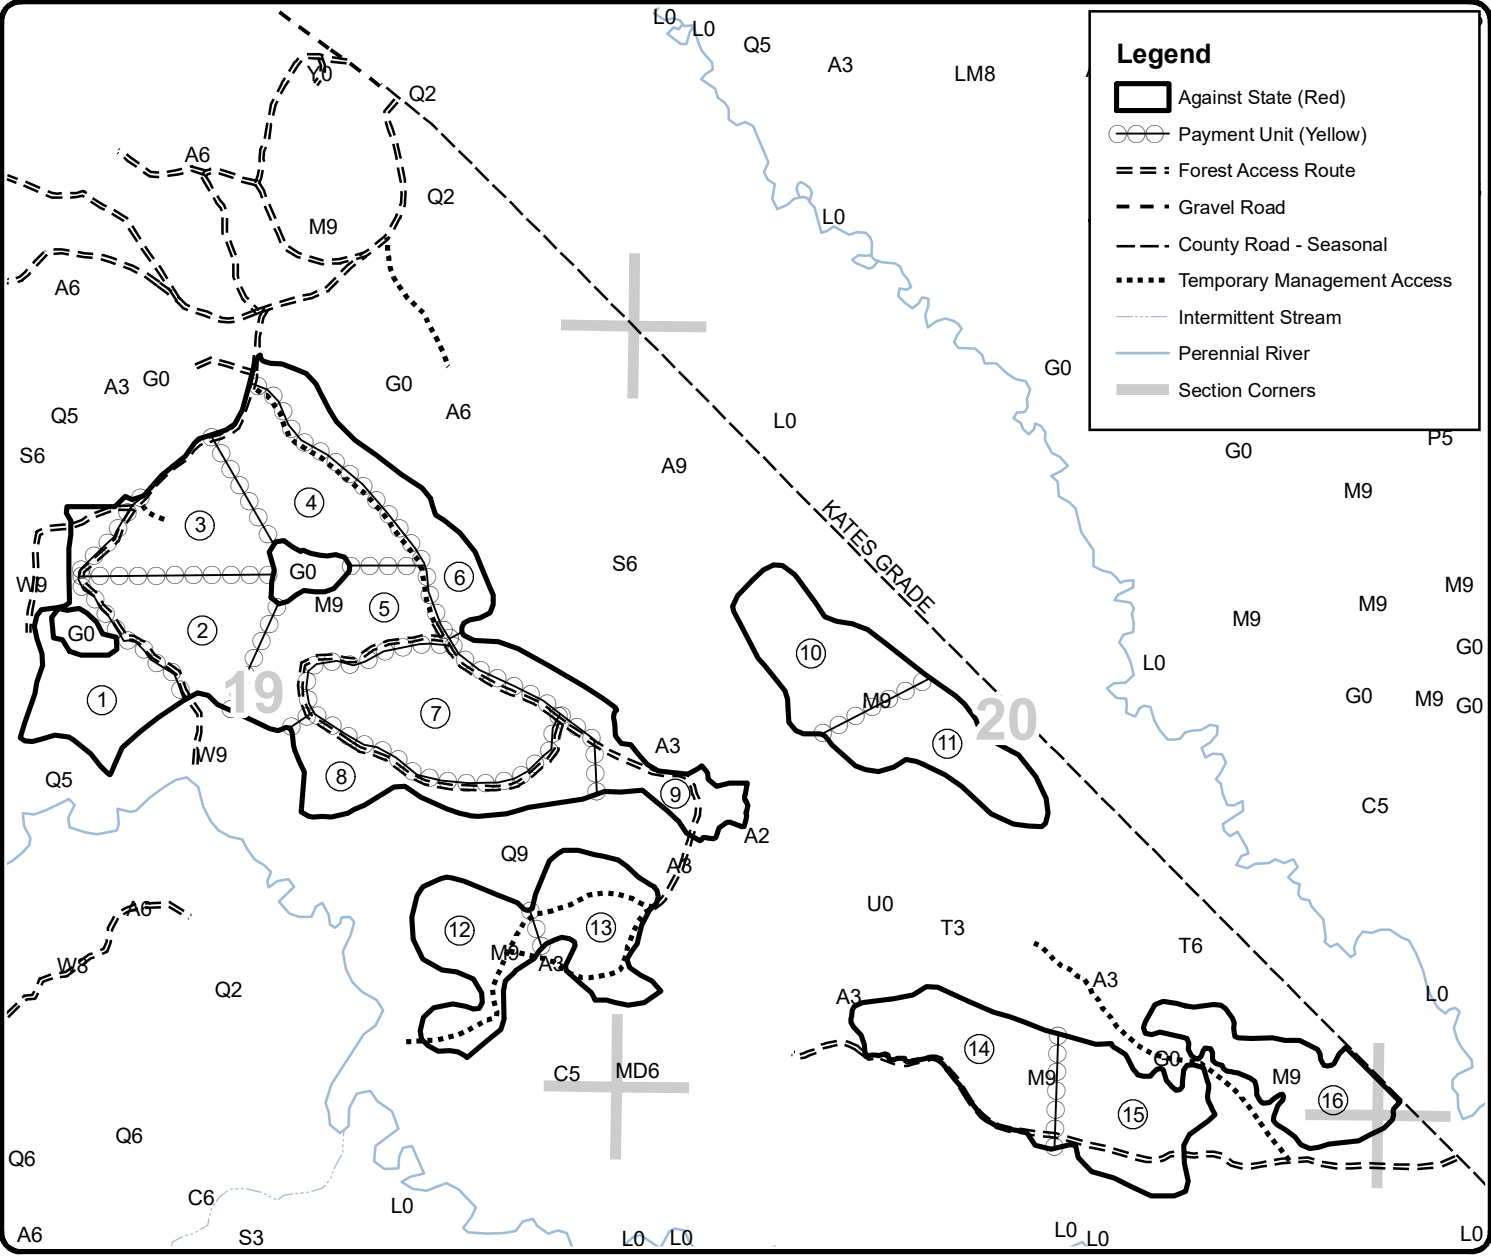 L0
L0
Q5
A3
LM8
Legend
Against State (Red)
Payment Unit (Yellow)
Forest Access Route
Gravel Road
County Road - Seasonal
Temporary Management Access
Intermittent Stream
Perennial River
Section Corners
Y0
Q2
A6
Q2
M9
L0
A6
G0
A3
G0
G0
Q5
A6
L0
P5
S6
A9
G0
M9
4
3
KATES GRADE
S6
G0
6
W9
M9
M9
M9
5
M9
G0
2
G0
10
L0
19
1
M9
G0
M9
G0
7
20
11
W9
A3
Q5
8
9
C5
A2
Q9
A3
A6
U0
12
13
T3
T6
W8
M9
A3
A3
Q2
A3
L0
14
G0
C5
MD6
M9
M9
15
16
Q6
Q6
C6
L0
A6
S3
L0
L0
L0
L0
L0